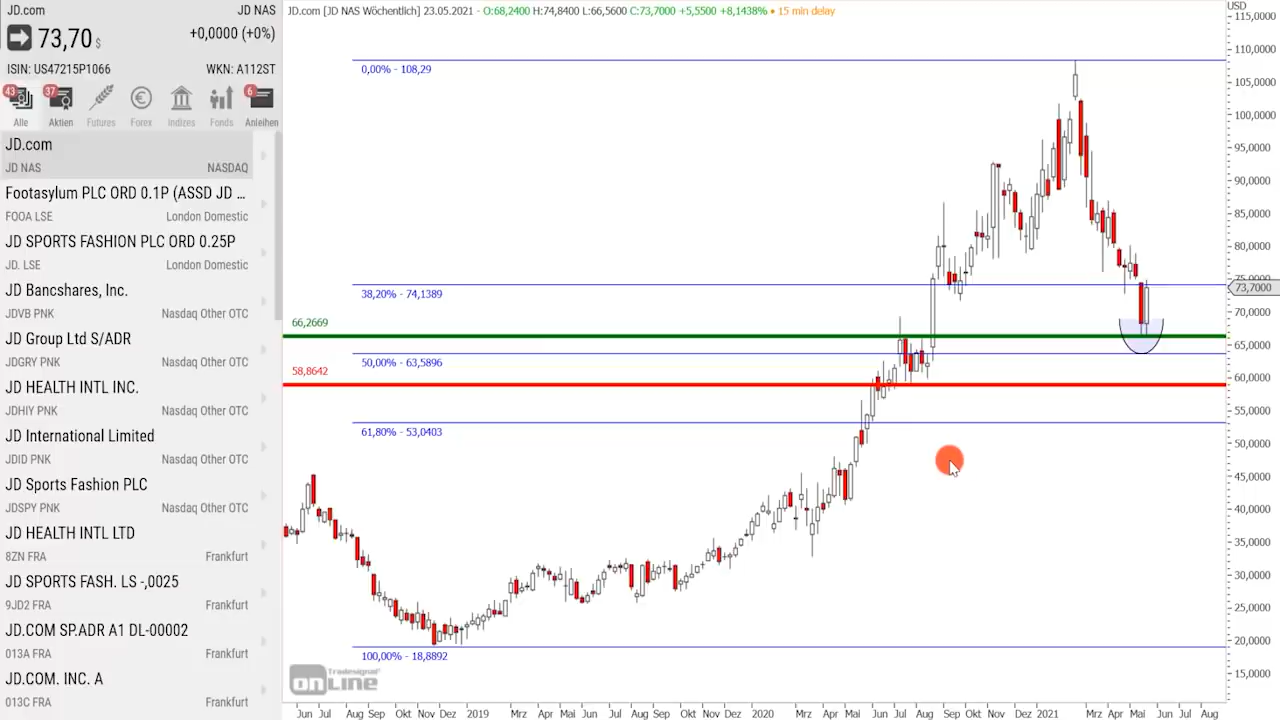 JD.com JD NAS
73,70 $ +0,0000 (+0%)
ISIN: US47215P1066 WKN: A112ST
43 37 6
Alle Aktien Futures Forex Indizes Fonds Anleihen
JD.com
JD NAS NASDAQ
Footasylum PLC ORD 0.1P (ASSD JD ...
FOOA LSE London Domestic
JD SPORTS FASHION PLC ORD 0.25P
JD. LSE London Domestic
JD Bancshares, Inc.
JDVB PNK Nasdaq Other OTC
JD Group Ltd S/ADR
JDGRY PNK Nasdaq Other OTC
JD HEALTH INTL INC.
JDHIY PNK Nasdaq Other OTC
JD International Limited
JDID PNK Nasdaq Other OTC
JD Sports Fashion PLC
JDSPY PNK Nasdaq Other OTC
JD HEALTH INTL LTD
8ZN FRA Frankfurt
JD SPORTS FASH. LS -,0025
9JD2 FRA Frankfurt
JD.COM SP.ADR A1 DL-00002
013A FRA Frankfurt
JD.COM. INC. A
013C FRA Frankfurt
JD.com [JD NAS Wöchentlich] 23.05.2021 - O:68,2400 H:74,8400 L:66,5600 C:73,7000 +5,5500 +8,1438% • 15 min delay
0,00% - 108,29
38,20% - 74,1389
66,2669
50,00% - 63,5896
58,8642
61,80% - 53,0403
100,00% - 18,8892
Tradesignal®
onLine
USD
115,0000
110,0000
105,0000
100,0000
95,0000
90,0000
85,0000
80,0000
73,7000
70,0000
65,0000
60,0000
55,0000
50,0000
45,0000
40,0000
35,0000
30,0000
25,0000
20,0000
15,0000
Jun Jul Aug Sep Okt Nov Dez 2019 Mrz Apr Mai Jun Jul Aug Sep Okt Nov Dez 2020 Mrz Apr Mai Jun Jul Aug Sep Okt Nov Dez 2021 Mrz Apr Mai Jun Jul Aug